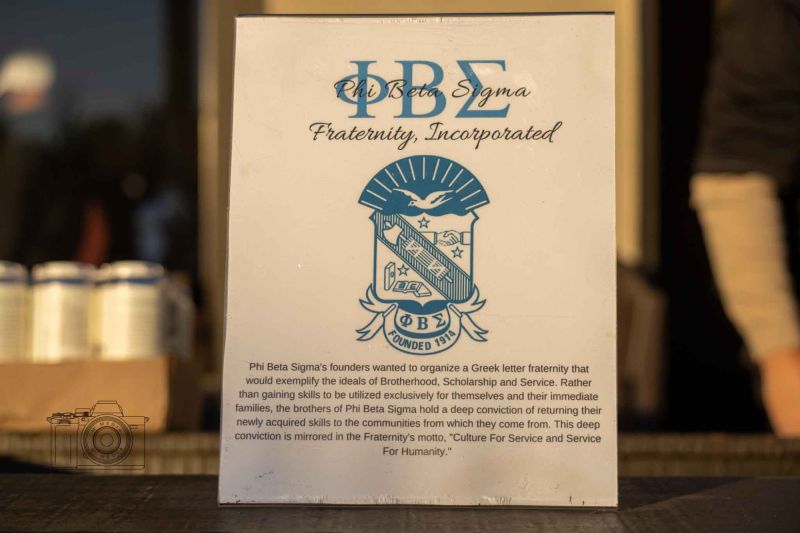 ΦΒΣ
Phi Beta Sigma
Fraternity, Incorporated
ΦΒΣ
FOUNDED 1914
Phi Beta Sigma's founders wanted to organize a Greek letter fraternity that
would exemplify the ideals of Brotherhood, Scholarship and Service. Rather
than gaining skills to be utilized exclusively for themselves and their immediate
families, the brothers of Phi Beta Sigma hold a deep conviction of returning their
newly acquired skills to the communities from which they come from. This deep
conviction is mirrored in the Fraternity's motto, "Culture For Service and Service
For Humanity."